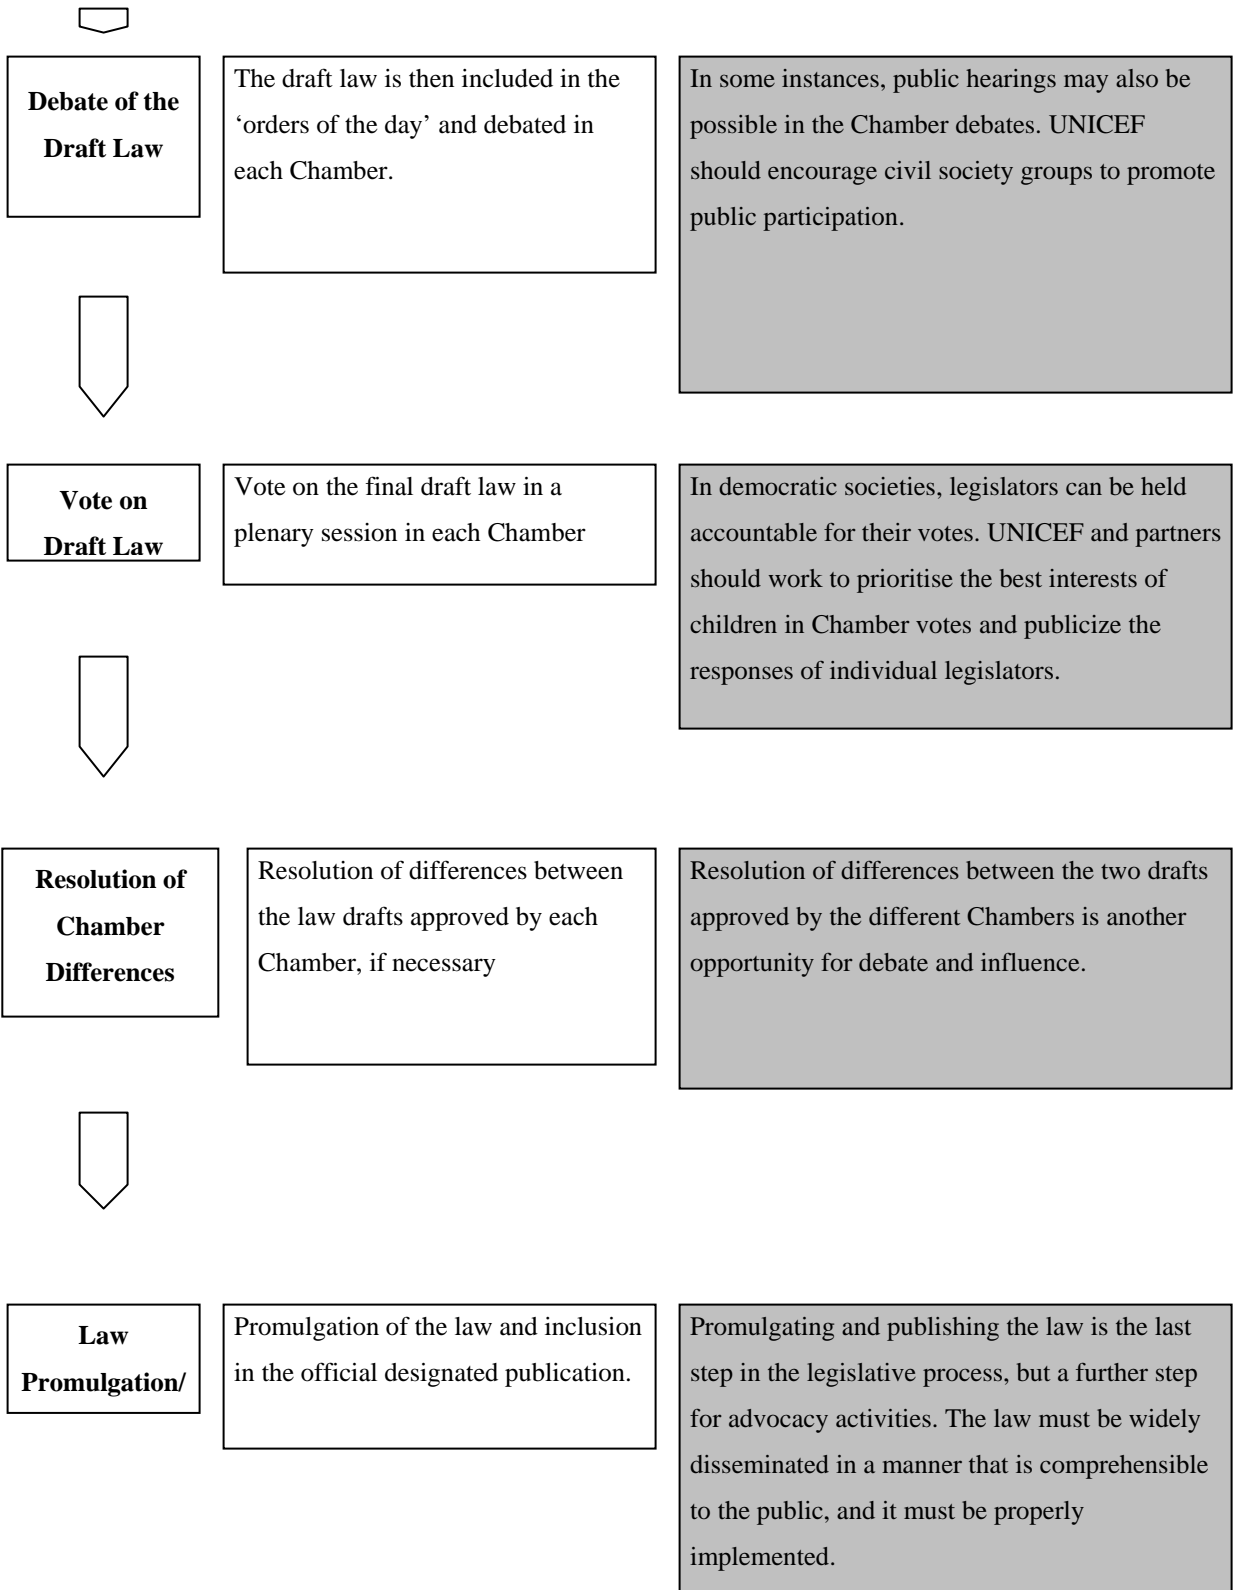 Debate of the
Draft Law
The draft law is then included in the
‘orders of the day’ and debated in
each Chamber.
In some instances, public hearings may also be
possible in the Chamber debates. UNICEF
should encourage civil society groups to promote
public participation.
Vote on
Draft Law
Vote on the final draft law in a
plenary session in each Chamber
In democratic societies, legislators can be held
accountable for their votes. UNICEF and partners
should work to prioritise the best interests of
children in Chamber votes and publicize the
responses of individual legislators.
Resolution of
Chamber
Differences
Resolution of differences between
the law drafts approved by each
Chamber, if necessary
Resolution of differences between the two drafts
approved by the different Chambers is another
opportunity for debate and influence.
Law
Promulgation/
Promulgation of the law and inclusion
in the official designated publication.
Promulgating and publishing the law is the last
step in the legislative process, but a further step
for advocacy activities. The law must be widely
disseminated in a manner that is comprehensible
to the public, and it must be properly
implemented.